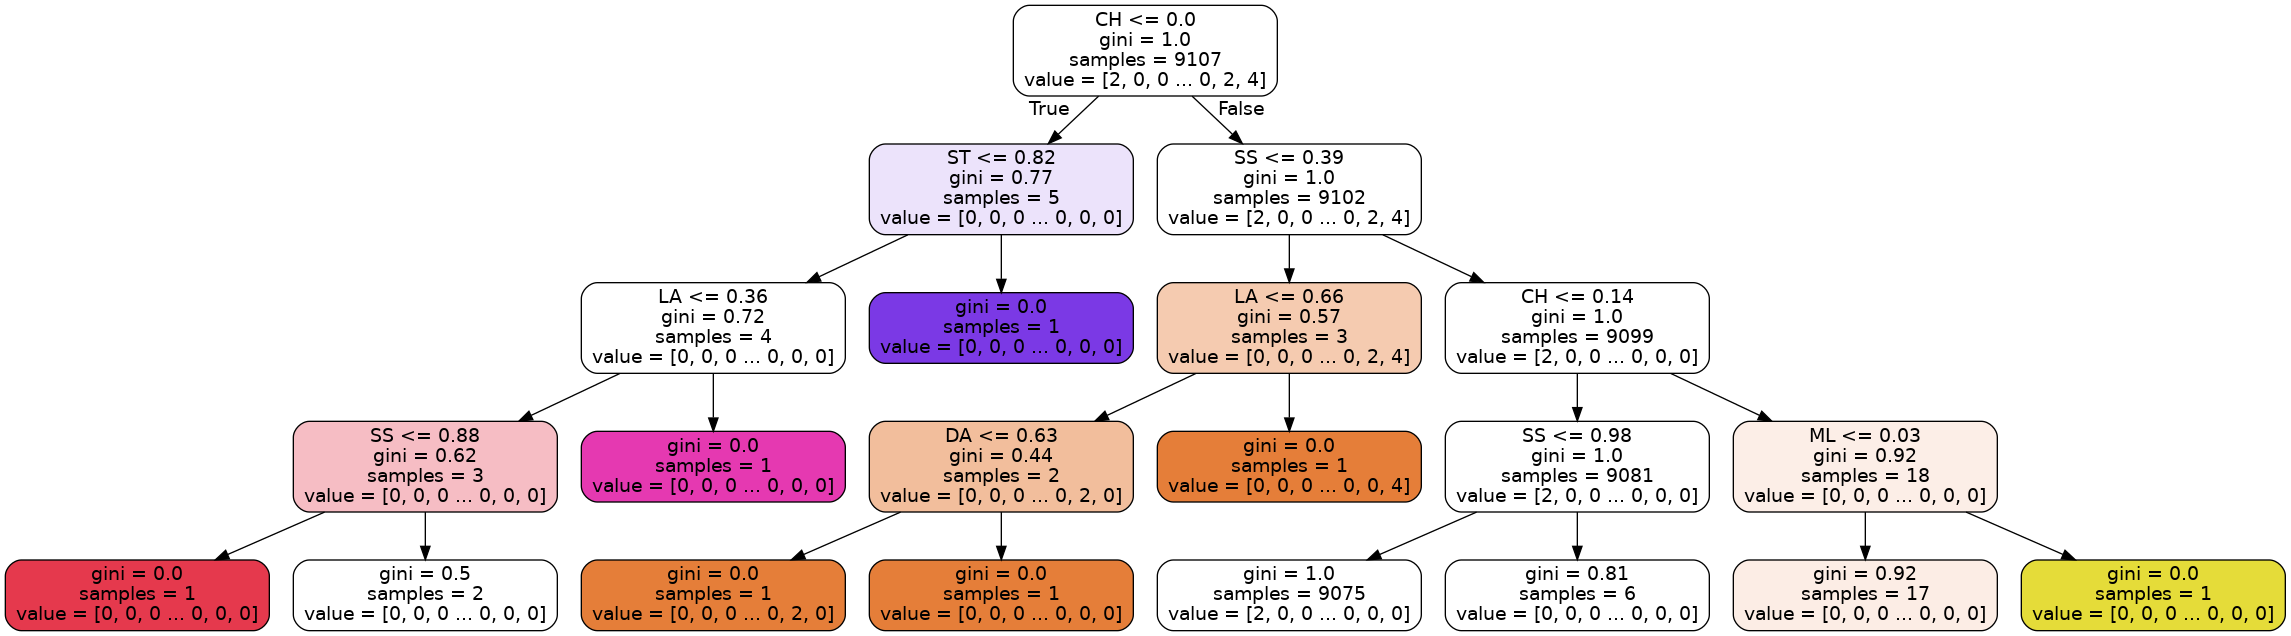 CH <= 0.0
gini = 1.0
samples = 9107
value = [2, 0, 0 ... 0, 2, 4]
True
False
ST <= 0.82
gini = 0.77
samples = 5
value = [0, 0, 0 ... 0, 0, 0]
SS <= 0.39
gini = 1.0
samples = 9102
value = [2, 0, 0 ... 0, 2, 4]
LA <= 0.36
gini = 0.72
samples = 4
value = [0, 0, 0 ... 0, 0, 0]
gini = 0.0
samples = 1
value = [0, 0, 0 ... 0, 0, 0]
LA <= 0.66
gini = 0.57
samples = 3
value = [0, 0, 0 ... 0, 2, 4]
CH <= 0.14
gini = 1.0
samples = 9099
value = [2, 0, 0 ... 0, 0, 0]
SS <= 0.88
gini = 0.62
samples = 3
value = [0, 0, 0 ... 0, 0, 0]
gini = 0.0
samples = 1
value = [0, 0, 0 ... 0, 0, 0]
DA <= 0.63
gini = 0.44
samples = 2
value = [0, 0, 0 ... 0, 2, 0]
gini = 0.0
samples = 1
value = [0, 0, 0 ... 0, 0, 4]
SS <= 0.98
gini = 1.0
samples = 9081
value = [2, 0, 0 ... 0, 0, 0]
ML <= 0.03
gini = 0.92
samples = 18
value = [0, 0, 0 ... 0, 0, 0]
gini = 0.0
samples = 1
value = [0, 0, 0 ... 0, 0, 0]
gini = 0.5
samples = 2
value = [0, 0, 0 ... 0, 0, 0]
gini = 0.0
samples = 1
value = [0, 0, 0 ... 0, 2, 0]
gini = 0.0
samples = 1
value = [0, 0, 0 ... 0, 0, 0]
gini = 1.0
samples = 9075
value = [2, 0, 0 ... 0, 0, 0]
gini = 0.81
samples = 6
value = [0, 0, 0 ... 0, 0, 0]
gini = 0.92
samples = 17
value = [0, 0, 0 ... 0, 0, 0]
gini = 0.0
samples = 1
value = [0, 0, 0 ... 0, 0, 0]